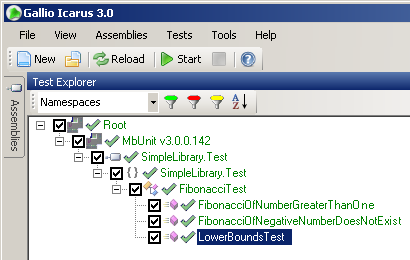 Gallio Icarus 3.0
File View Assemblies Tests Tools Help
New Reload Start
Assemblies
Test Explorer
Namespaces
Root
MbUnit v3.0.0.142
SimpleLibrary.Test
SimpleLibrary.Test
FibonacciTest
FibonacciOfNumberGreaterThanOne
FibonacciOfNegativeNumberDoesNotExist
LowerBoundsTest